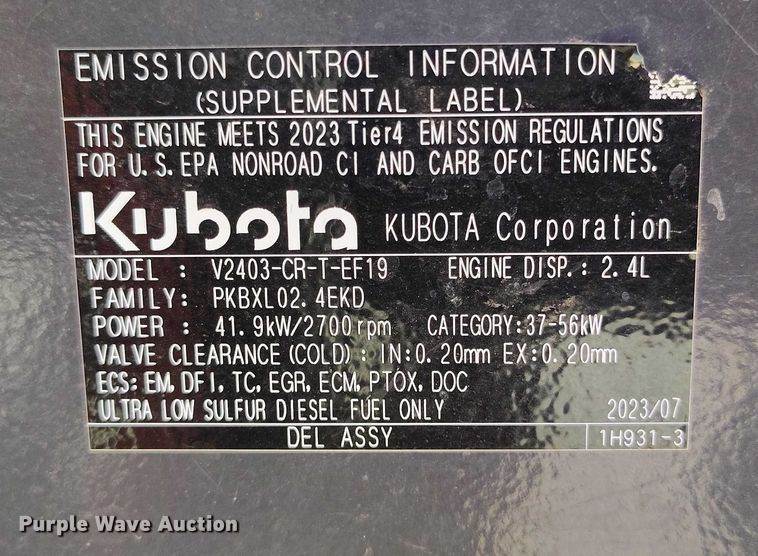 EMISSION CONTROL INFORMATION
(SUPPLEMENTAL LABEL)
THIS ENGINE MEETS 2023 Tier4 EMISSION REGULATIONS
FOR U.S. EPA NONROAD CI AND CARB OFCI ENGINES.
Kubota KUBOTA Corporation
MODEL : V2403-CR-T-EF19 ENGINE DISP.: 2.4L
FAMILY: PKBXL02.4EKD
POWER : 41.9kW/2700rpm CATEGORY:37-56kW
VALVE CLEARANCE (COLD) : IN:0.20mm EX:0.20mm
ECS: EM, DFI, TC, EGR, ECM, PTOX, DOC
ULTRA LOW SULFUR DIESEL FUEL ONLY 2023/07
DEL ASSY 1H931-3
Purple Wave Auction